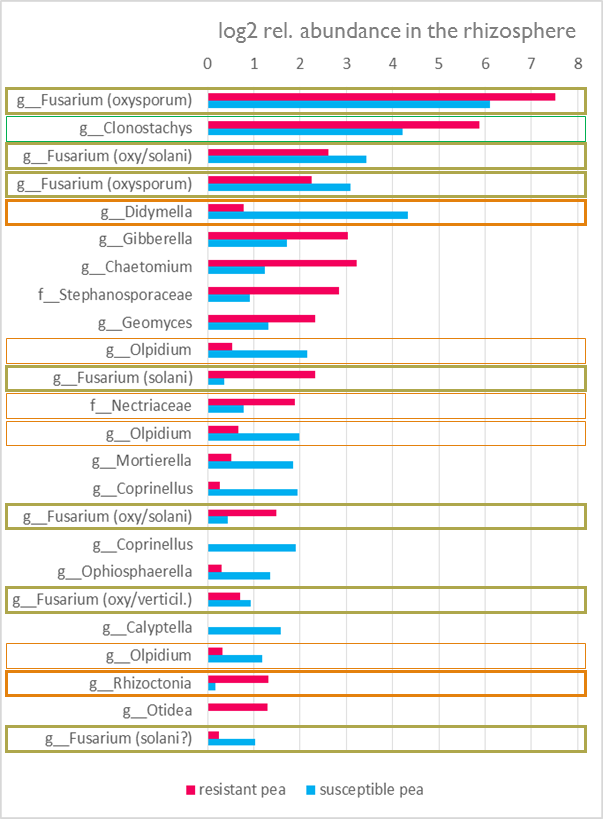 log2 rel. abundance in the rhizosphere
0 1 2 3 4 5 6 7 8
g__Fusarium (oxysporum)
g__Clonostachys
g__Fusarium (oxy/solani)
g__Fusarium (oxysporum)
g__Didymella
g__Gibberella
g__Chaetomium
f__Stephanosporaceae
g__Geomyces
g__Olpidium
g__Fusarium (solani)
f__Nectriaceae
g__Olpidium
g__Mortierella
g__Coprinellus
g__Fusarium (oxy/solani)
g__Coprinellus
g__Ophiosphaerella
g__Fusarium (oxy/verticil.)
g__Calyptella
g__Olpidium
g__Rhizoctonia
g__Otidea
g__Fusarium (solani?)
resistant pea susceptible pea